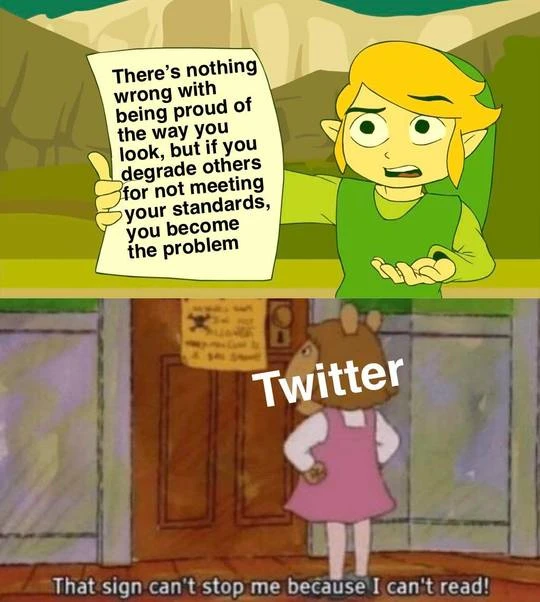 There's nothing
wrong with
being proud of
the way you
look, but if you
degrade others
for not meeting
your standards,
you become
the problem
Twitter
That sign can't stop me because I can't read!